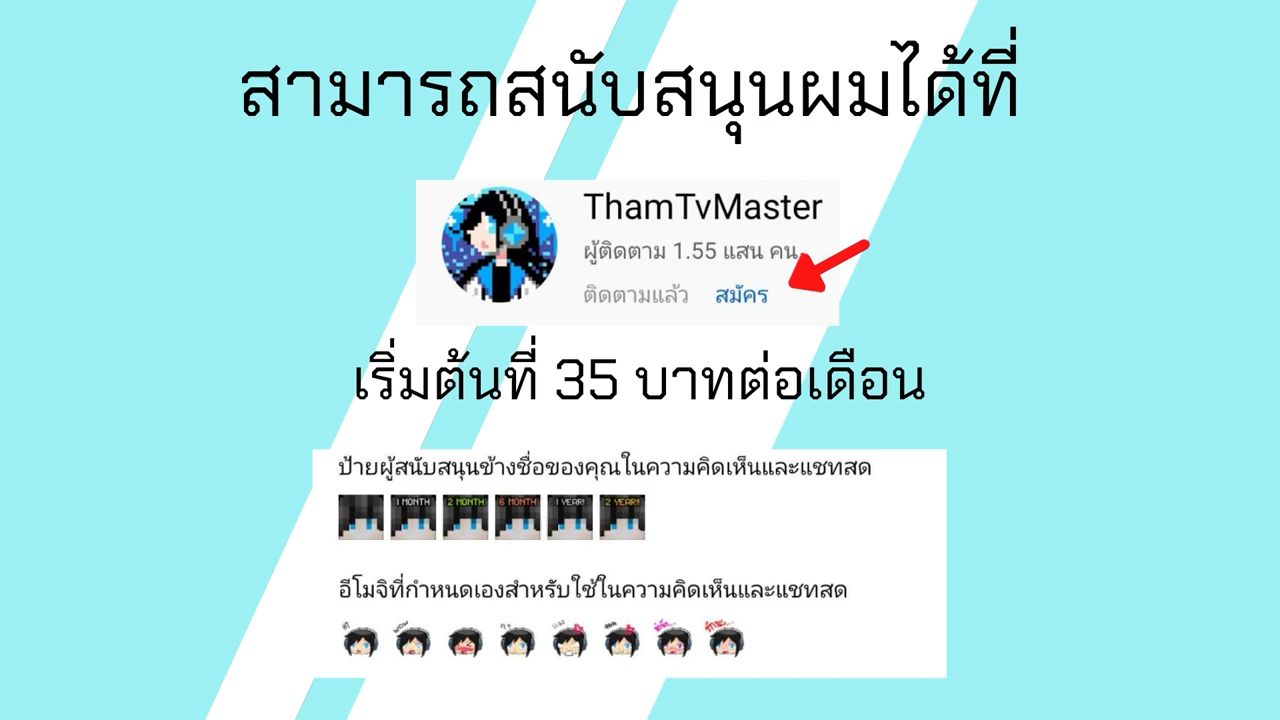 สามารถสนับสนุนผมได้ที่
ThamTvMaster
ผู้ติดตาม 1.55 แสน คน
ติดตามแล้ว สมัคร
เริ่มต้นที่ 35 บาทต่อเดือน
ป้ายผู้สนับสนุนข้างชื่อของคุณในความคิดเห็นและแชทสด
1 MONTH 2 MONTH 6 MONTH 1 YEAR! 2 YEAR!!
อีโมจิที่กำหนดเองสำหรับใช้ในความคิดเห็นและแชทสด